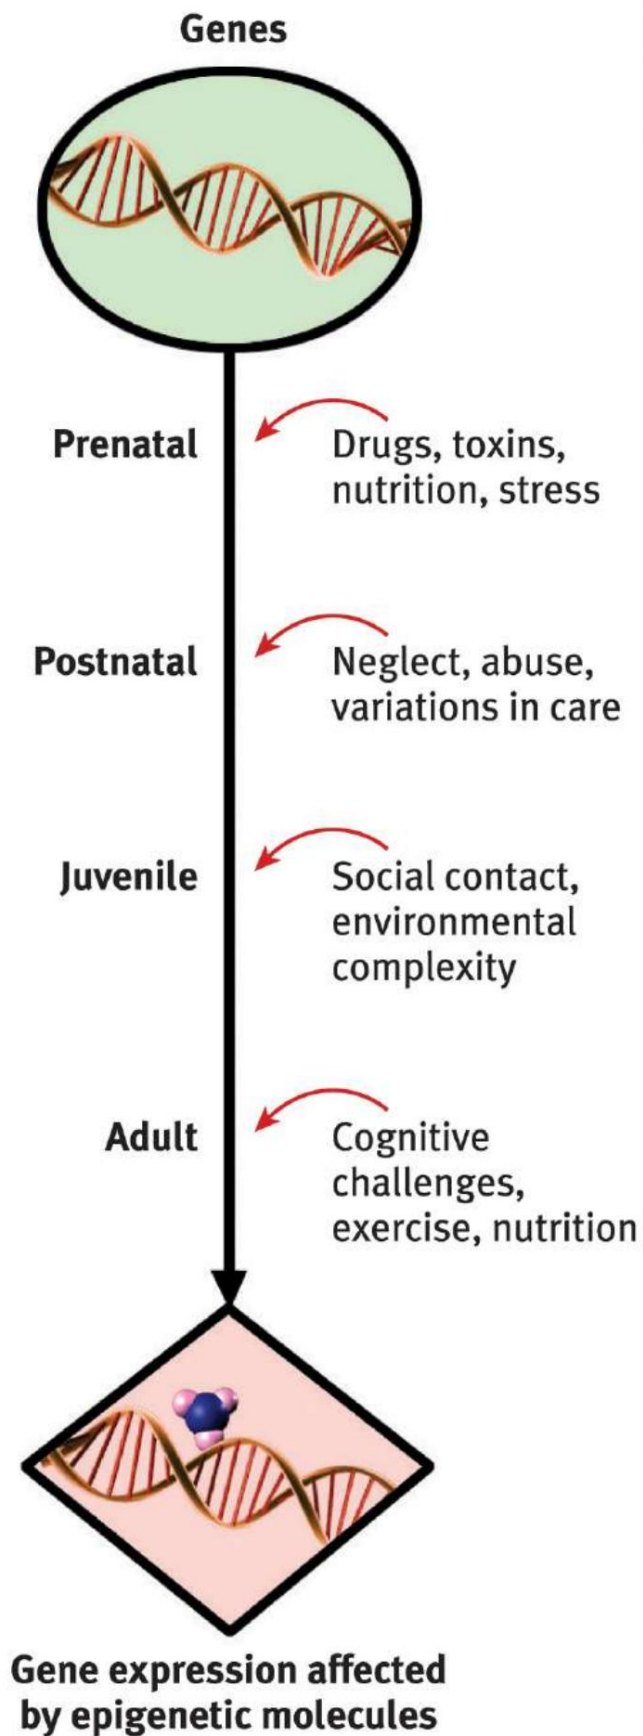 Genes
Prenatal
Drugs, toxins,
nutrition, stress
Postnatal
Neglect, abuse,
variations in care
Juvenile
Social contact,
environmental
complexity
Adult
Cognitive
challenges,
exercise, nutrition
Gene expression affected
by epigenetic molecules